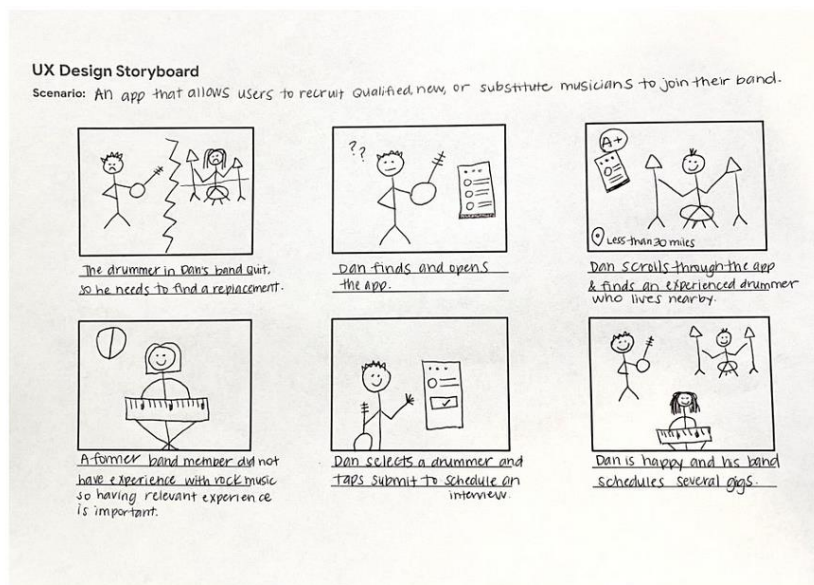 UX Design Storyboard
Scenario: An app that allows users to recruit qualified, new, or substitute musicians to join their band.
??
A+
Less than 30 miles
The drummer in Dan's band quit,
so he needs to find a replacement.
Dan finds and opens
the app.
Dan scrolls through the app
& finds an experienced drummer
who lives nearby.
A former band member did not
have experience with rock music
so having relevant experience
is important.
Dan selects a drummer and
taps submit to schedule an
interview.
Dan is happy and his band
schedules several gigs.